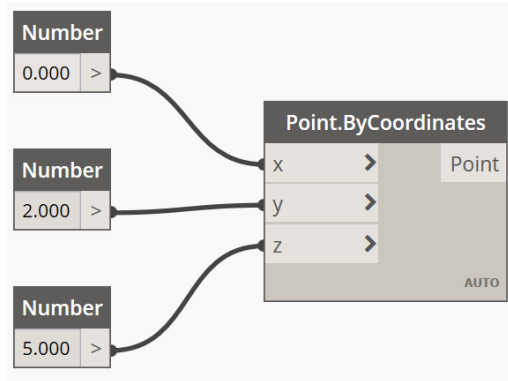 Number
0.000 >
Number
2.000 >
Number
5.000 >
Point.ByCoordinates
x > Point
y >
z >
AUTO